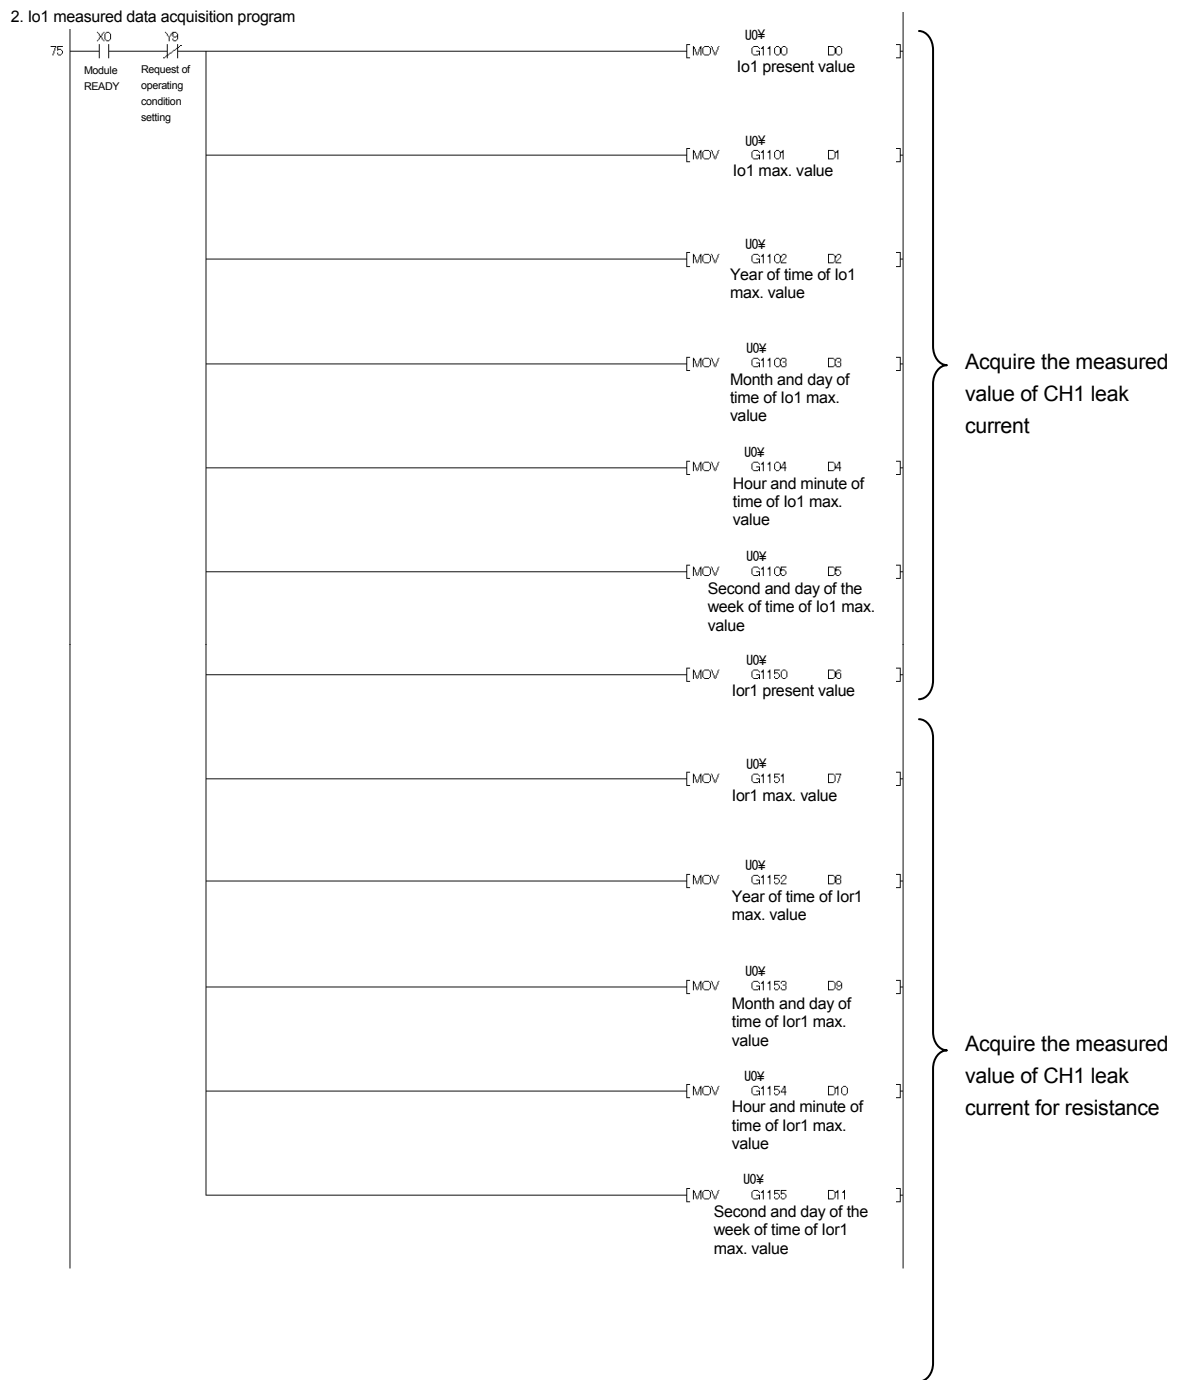 2. Io1 measured data acquisition program
75
X0
Y9
Module
READY
Request of
operating
condition
setting
U0¥
[MOV G1100 D0 ]
Io1 present value
U0¥
[MOV G1101 D1 ]
Io1 max. value
U0¥
[MOV G1102 D2 ]
Year of time of Io1
max. value
U0¥
[MOV G1103 D3 ]
Month and day of
time of Io1 max.
value
U0¥
[MOV G1104 D4 ]
Hour and minute of
time of Io1 max.
value
U0¥
[MOV G1105 D5 ]
Second and day of the
week of time of Io1 max.
value
U0¥
[MOV G1150 D6 ]
Ior1 present value
Acquire the measured
value of CH1 leak
current
U0¥
[MOV G1151 D7 ]
Ior1 max. value
U0¥
[MOV G1152 D8 ]
Year of time of Ior1
max. value
U0¥
[MOV G1153 D9 ]
Month and day of
time of Ior1 max.
value
U0¥
[MOV G1154 D10 ]
Hour and minute of
time of Ior1 max.
value
U0¥
[MOV G1155 D11 ]
Second and day of the
week of time of Ior1
max. value
Acquire the measured
value of CH1 leak
current for resistance